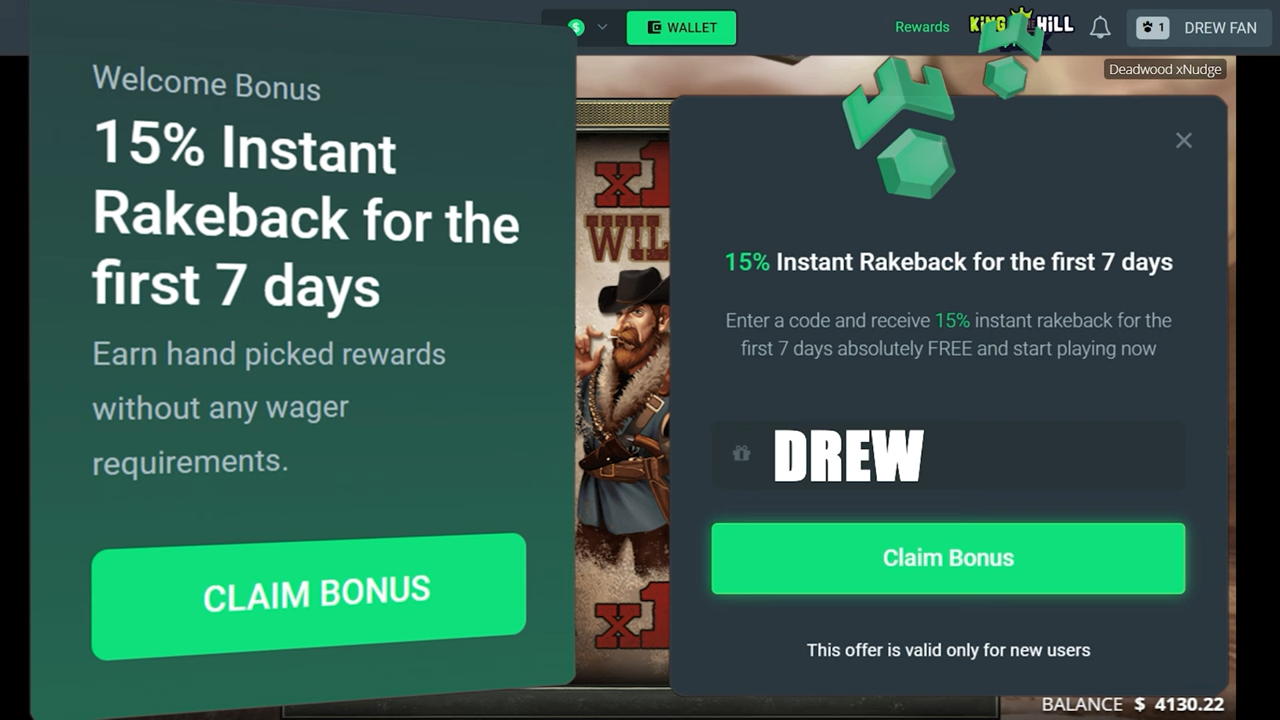 WALLET
Rewards
KING HILL
1
DREW FAN
Deadwood xNudge
Welcome Bonus
15% Instant
Rakeback for the
first 7 days
Earn hand picked rewards
without any wager
requirements.
CLAIM BONUS
x1
WIL
x1
15% Instant Rakeback for the first 7 days
Enter a code and receive 15% instant rakeback for the
first 7 days absolutely FREE and start playing now
DREW
Claim Bonus
This offer is valid only for new users
BALANCE $ 4130.22